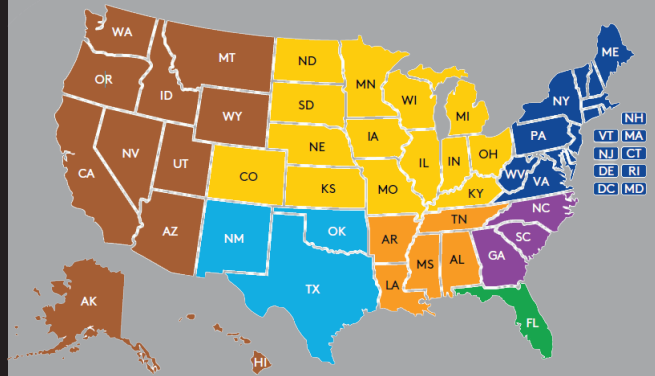 WA
ME
MT
ND
MN
OR
ID
SD
WI
MI
NY
WY
NH
PA
VT MA
IA
NV
NE
OH
IL
IN
NJ CT
UT
CA
CO
WV
VA
DE RI
KS
MO
KY
DC MD
NC
TN
AZ
NM
OK
AR
SC
GA
MS
AL
TX
LA
AK
FL
HI